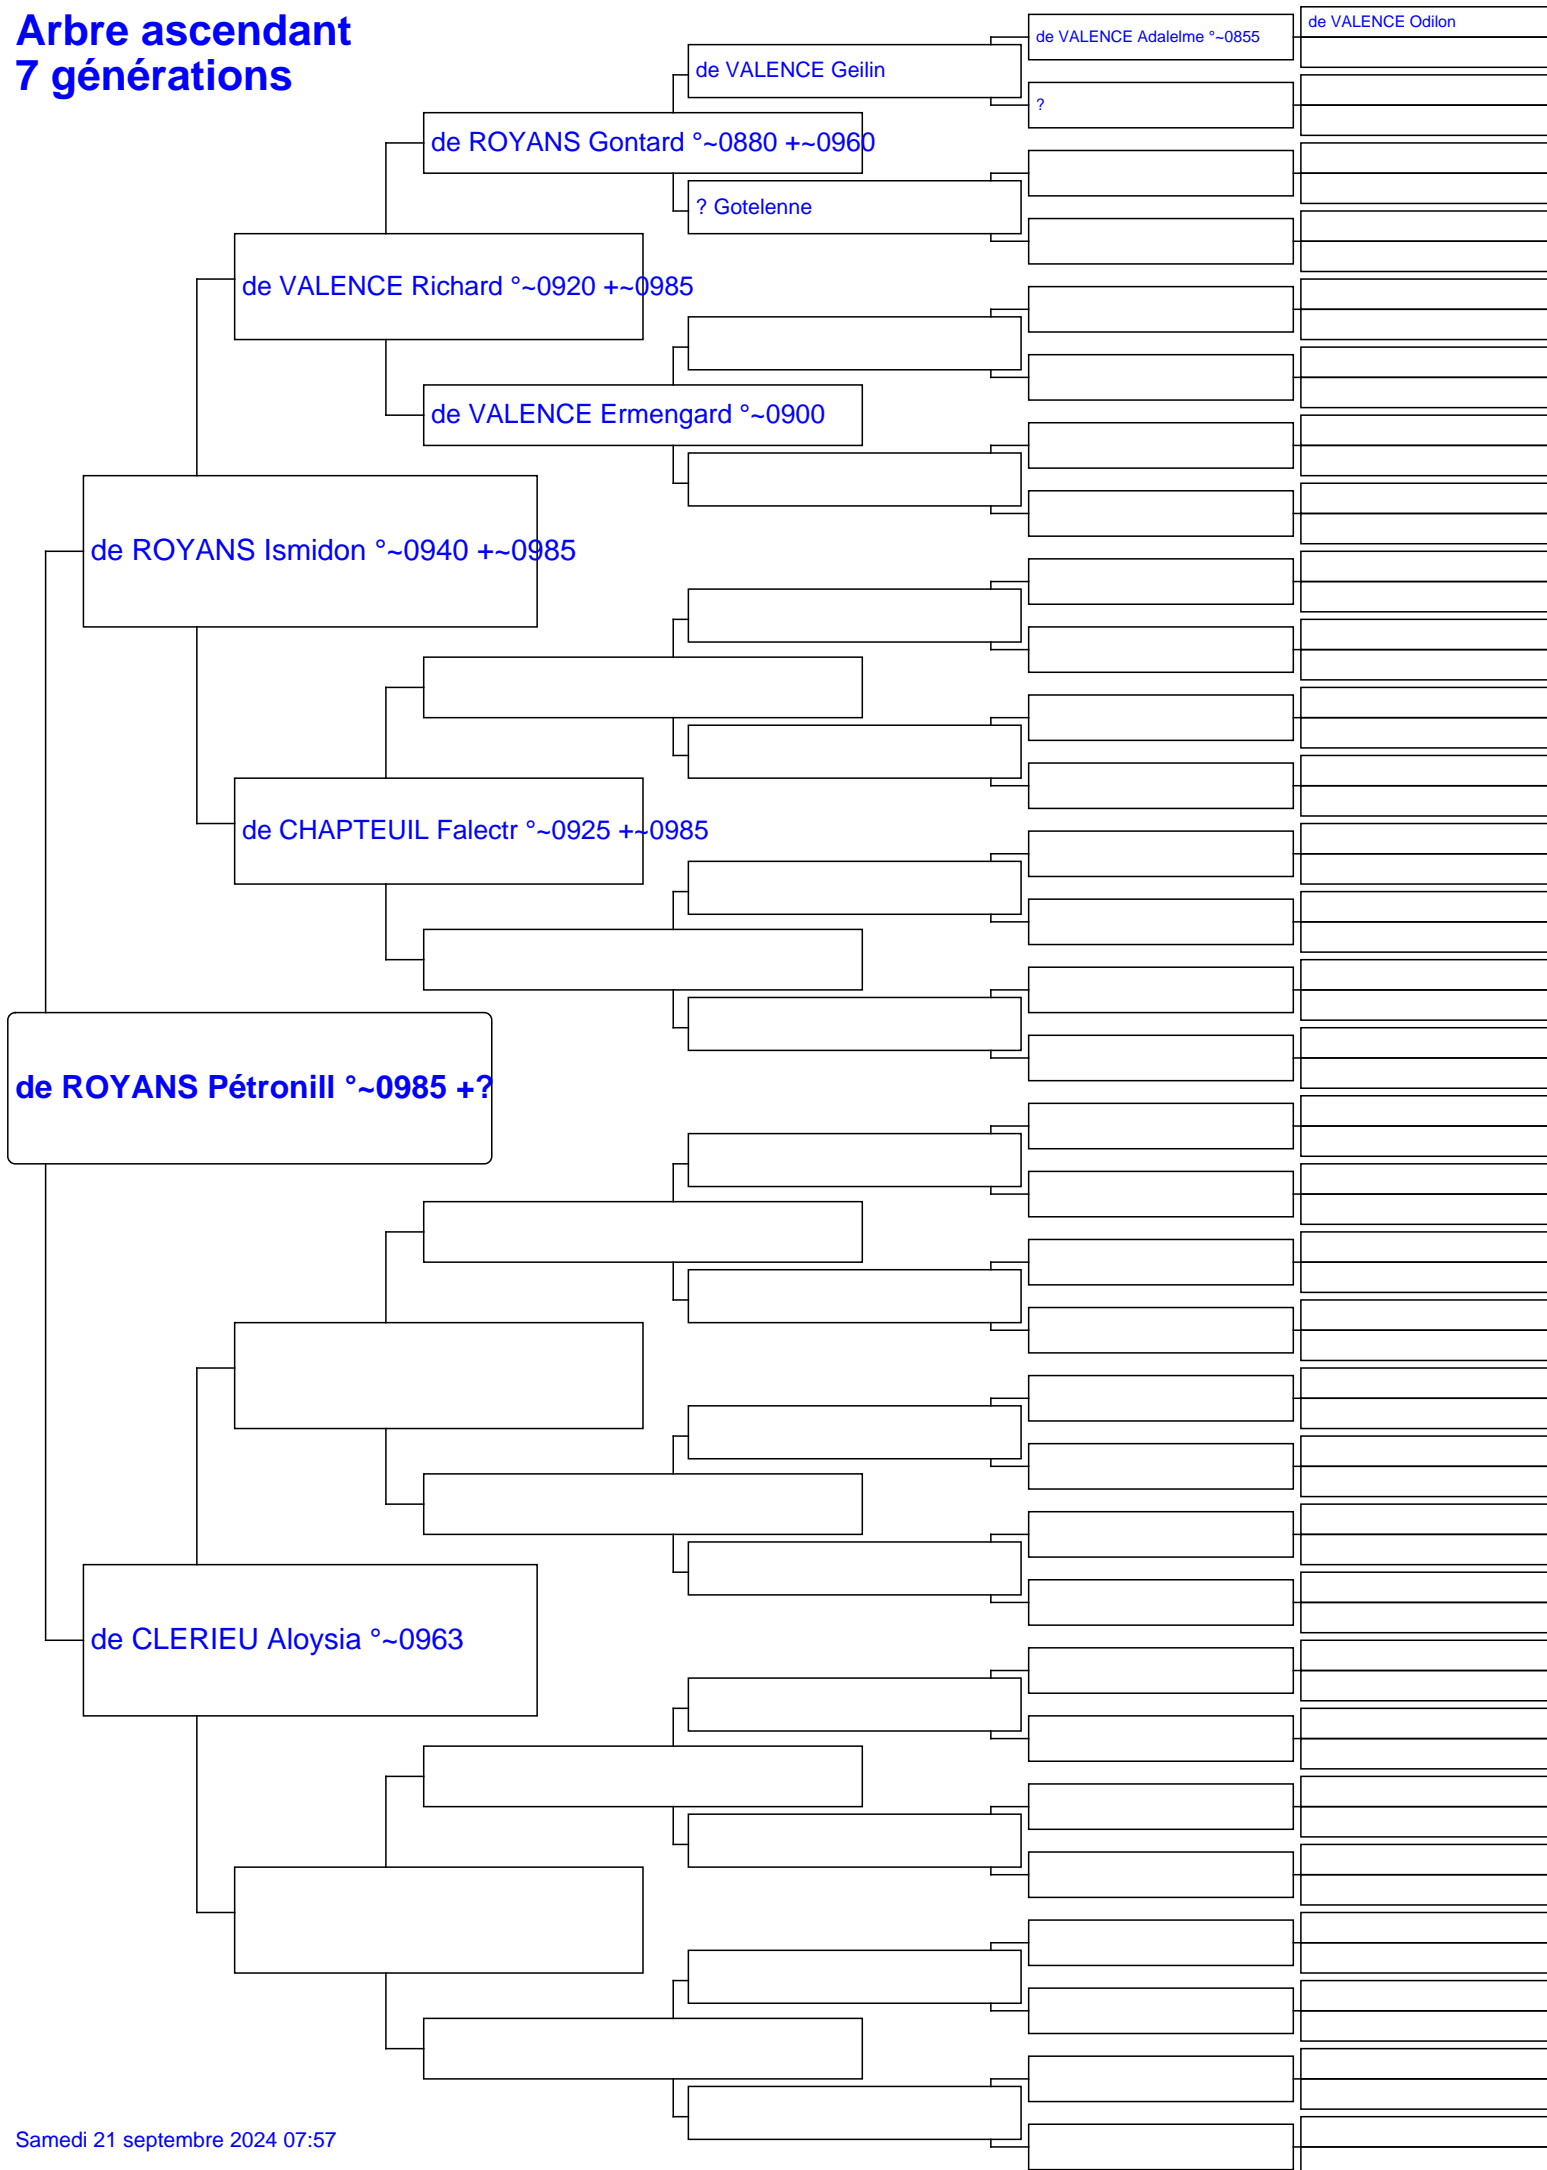 Arbre ascendant
7 générations
de VALENCE Odilon
de VALENCE Adalelme °~0855
de VALENCE Geilin
?
de ROYANS Gontard °~0880 +~0960
? Gotelenne
de VALENCE Richard °~0920 +~0985
de VALENCE Ermengard °~0900
de ROYANS Ismidon °~0940 +~0985
de CHAPTEUIL Falectr °~0925 +~0985
de ROYANS Pétronill °~0985 +?
de CLERIEU Aloysia °~0963
Samedi 21 septembre 2024 07:57